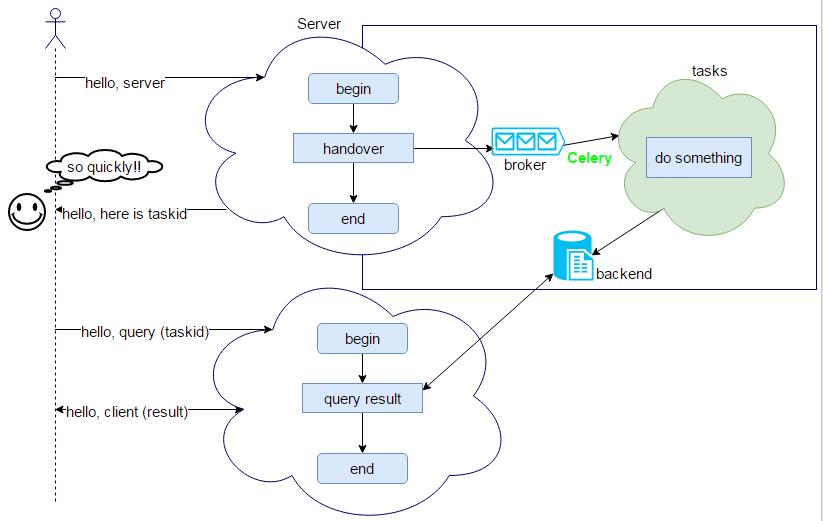 Server
hello, server
begin
tasks
handover
broker
Celery
do something
so quickly!!
hello, here is taskid
end
backend
hello, query (taskid)
begin
query result
hello, client (result)
end